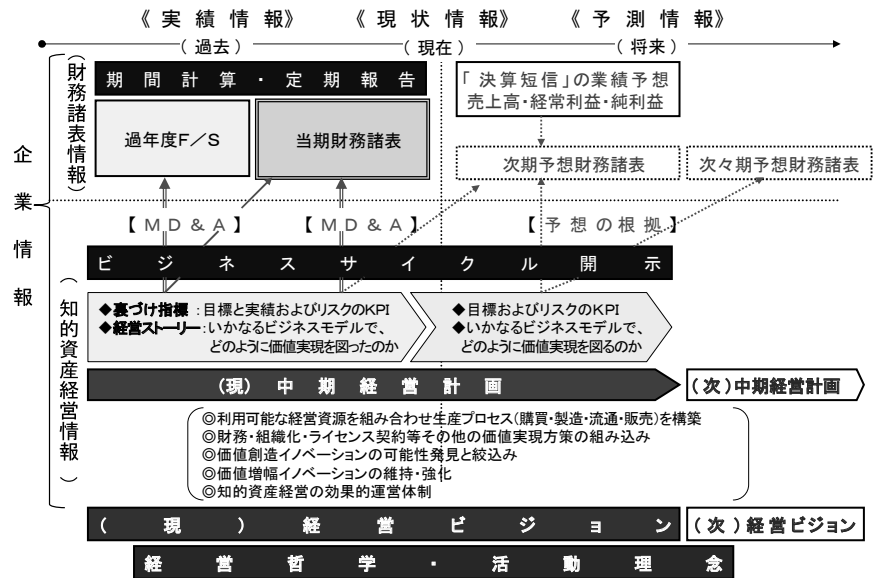 《 実 績 情 報》 《 現 状 情 報》 《 予 測 情 報》
( 過去 ) ( 現在 ) ( 将来 )
企業情報
(財務諸表情報)
期間計算・定期報告
過年度F/S
当期財務諸表
「決算短信」の業績予想
売上高・経常利益・純利益
次期予想財務諸表
次々期予想財務諸表
【MD&A】 【MD&A】 【予想の根拠】
(知的資産経営情報)
ビジネスサイクル開示
◆裏づけ指標:目標と実績およびリスクのKPI
◆経営ストーリー:いかなるビジネスモデルで、
どのように価値実現を図ったのか
◆目標およびリスクのKPI
◆いかなるビジネスモデルで、
どのように価値実現を図るのか
(現)中期経営計画
(次)中期経営計画
◎利用可能な経営資源を組み合わせ生産プロセス(購買・製造・流通・販売)を構築
◎財務・組織化・ライセンス契約等その他の価値実現方策の組み込み
◎価値創造イノベーションの可能性発見と絞込み
◎価値増幅イノベーションの維持・強化
◎知的資産経営の効果的運営体制
(現)経営ビジョン
(次)経営ビジョン
経営哲学・活動理念